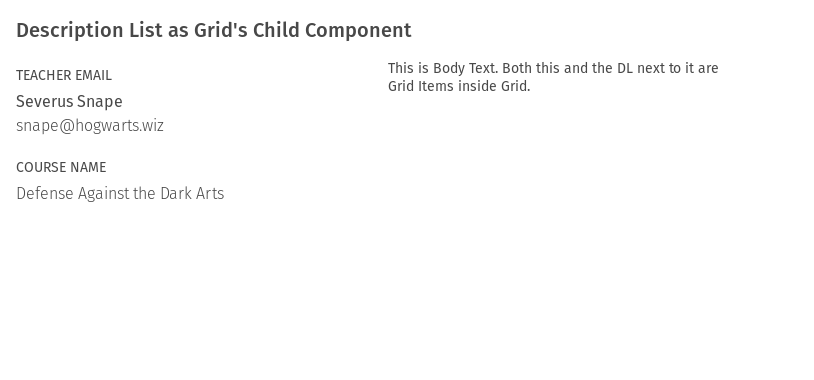 Description List as Grid's Child Component
TEACHER EMAIL
Severus Snape
snape@hogwarts.wiz
COURSE NAME
Defense Against the Dark Arts
This is Body Text. Both this and the DL next to it are
Grid Items inside Grid.